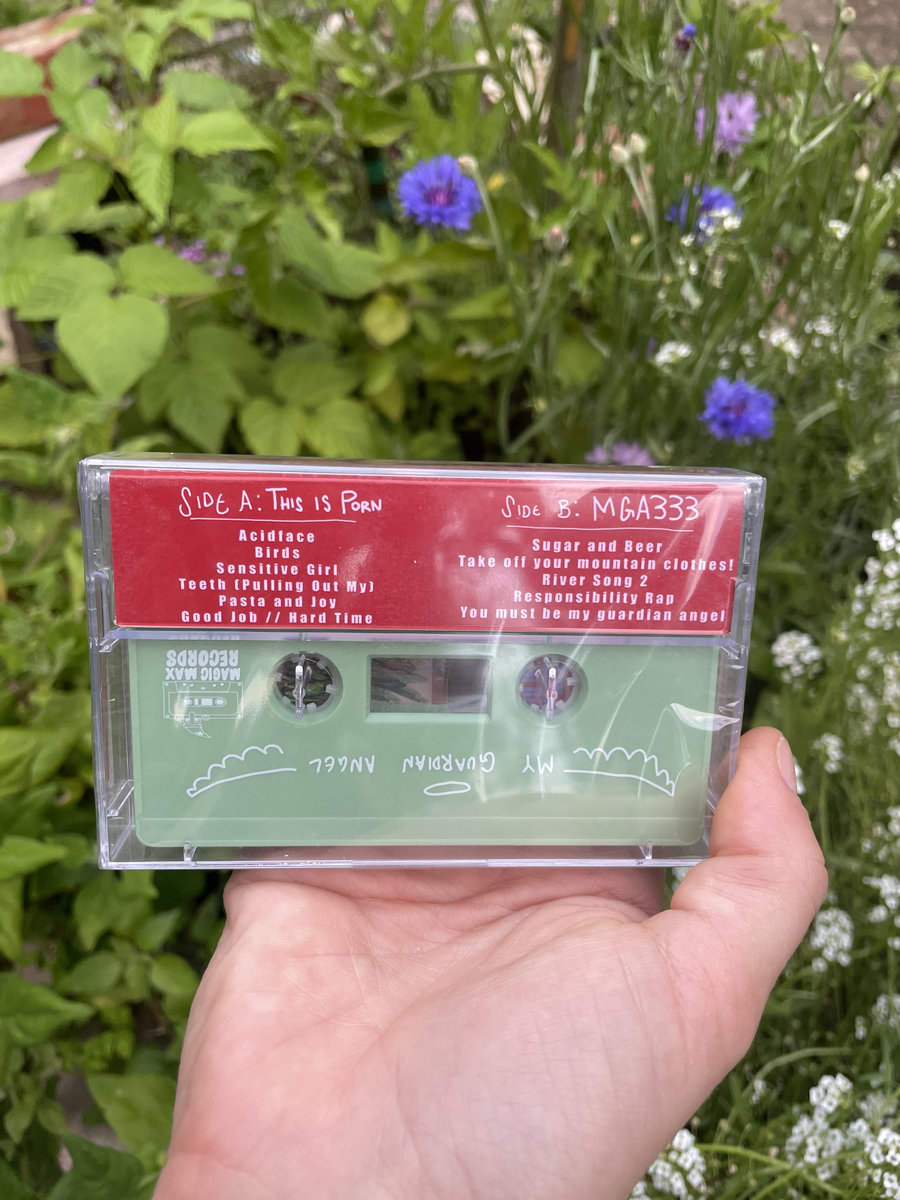 SIDE A: THIS IS PORN
Acidface
Birds
Sensitive Girl
Teeth (Pulling Out My)
Pasta and Joy
Good Job // Hard Time
SIDE B: MGA333
Sugar and Beer
Take off your mountain clothes!
River Song 2
Responsibility Rap
You must be my guardian angel
MAGIC MAX
RECORDS
MY GUARDIAN ANGEL